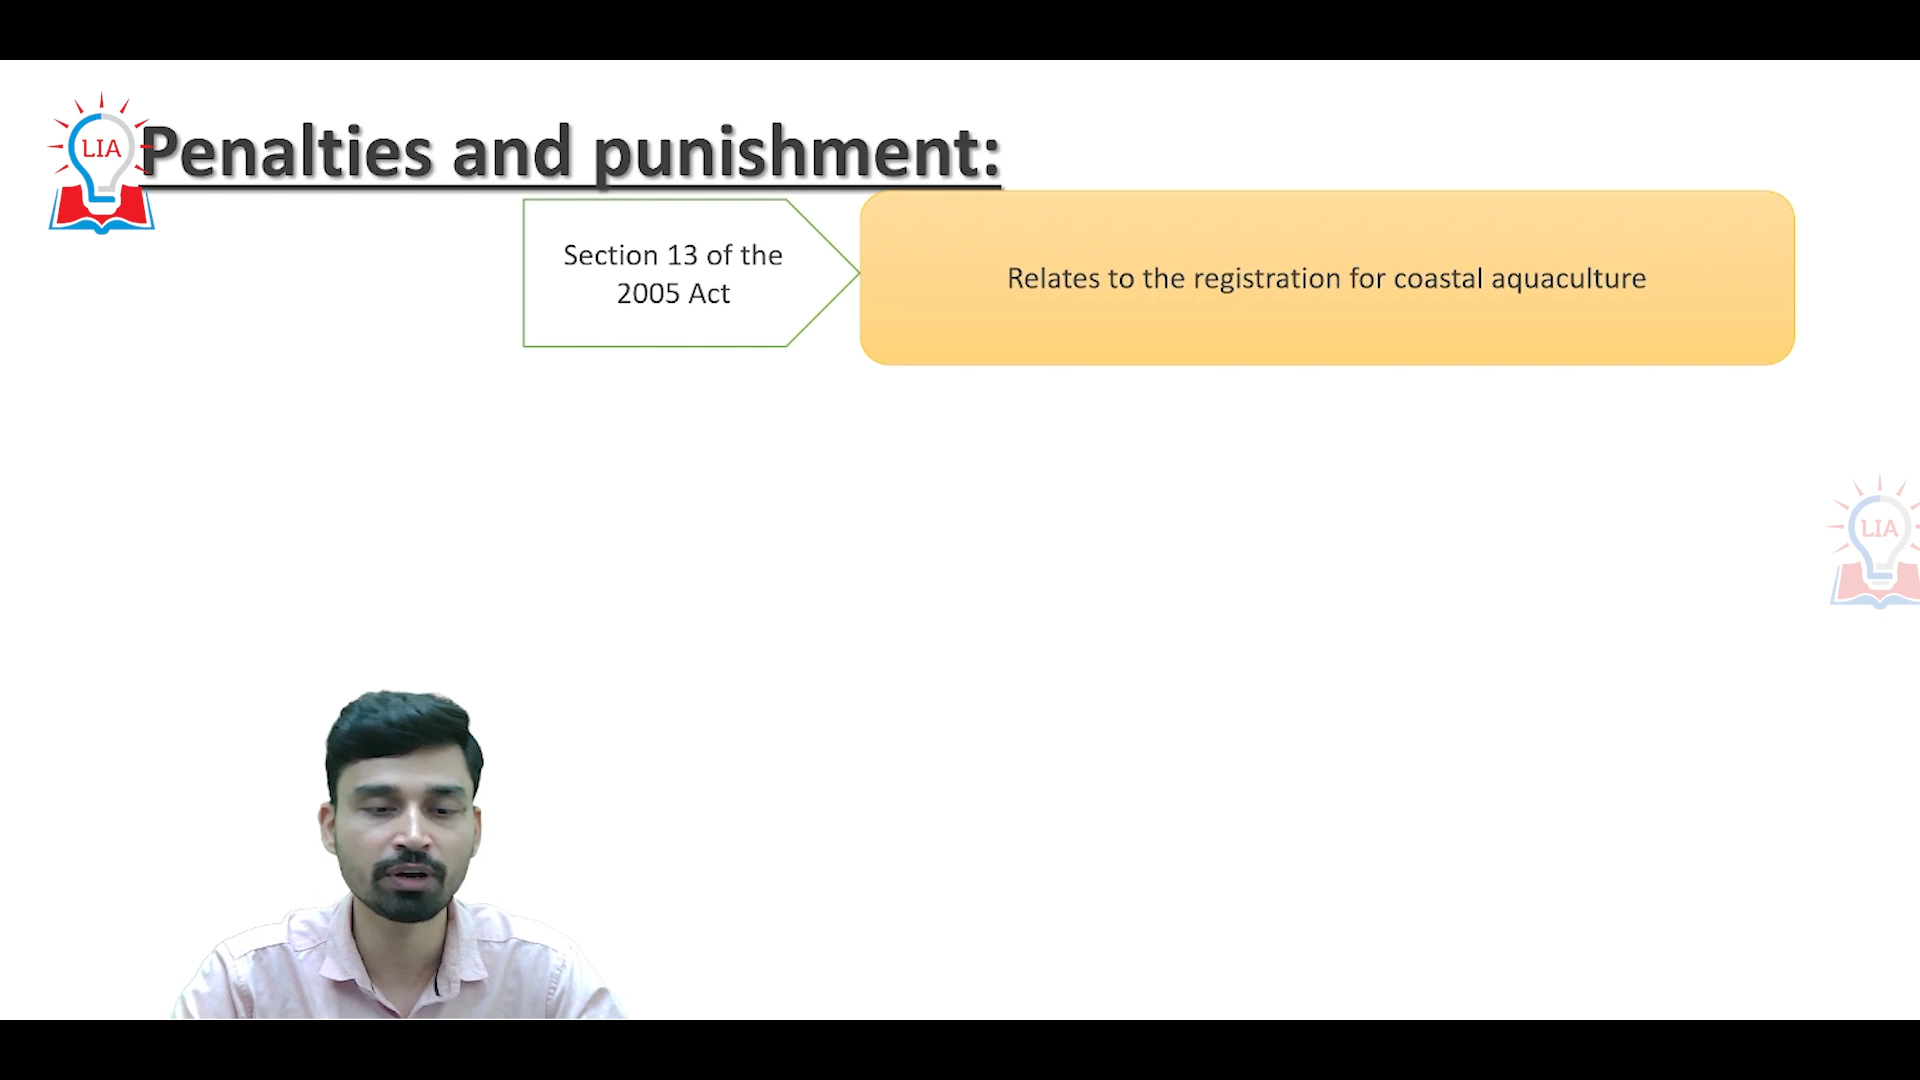 LIA
Penalties and punishment:
Section 13 of the
2005 Act
Relates to the registration for coastal aquaculture
LIA